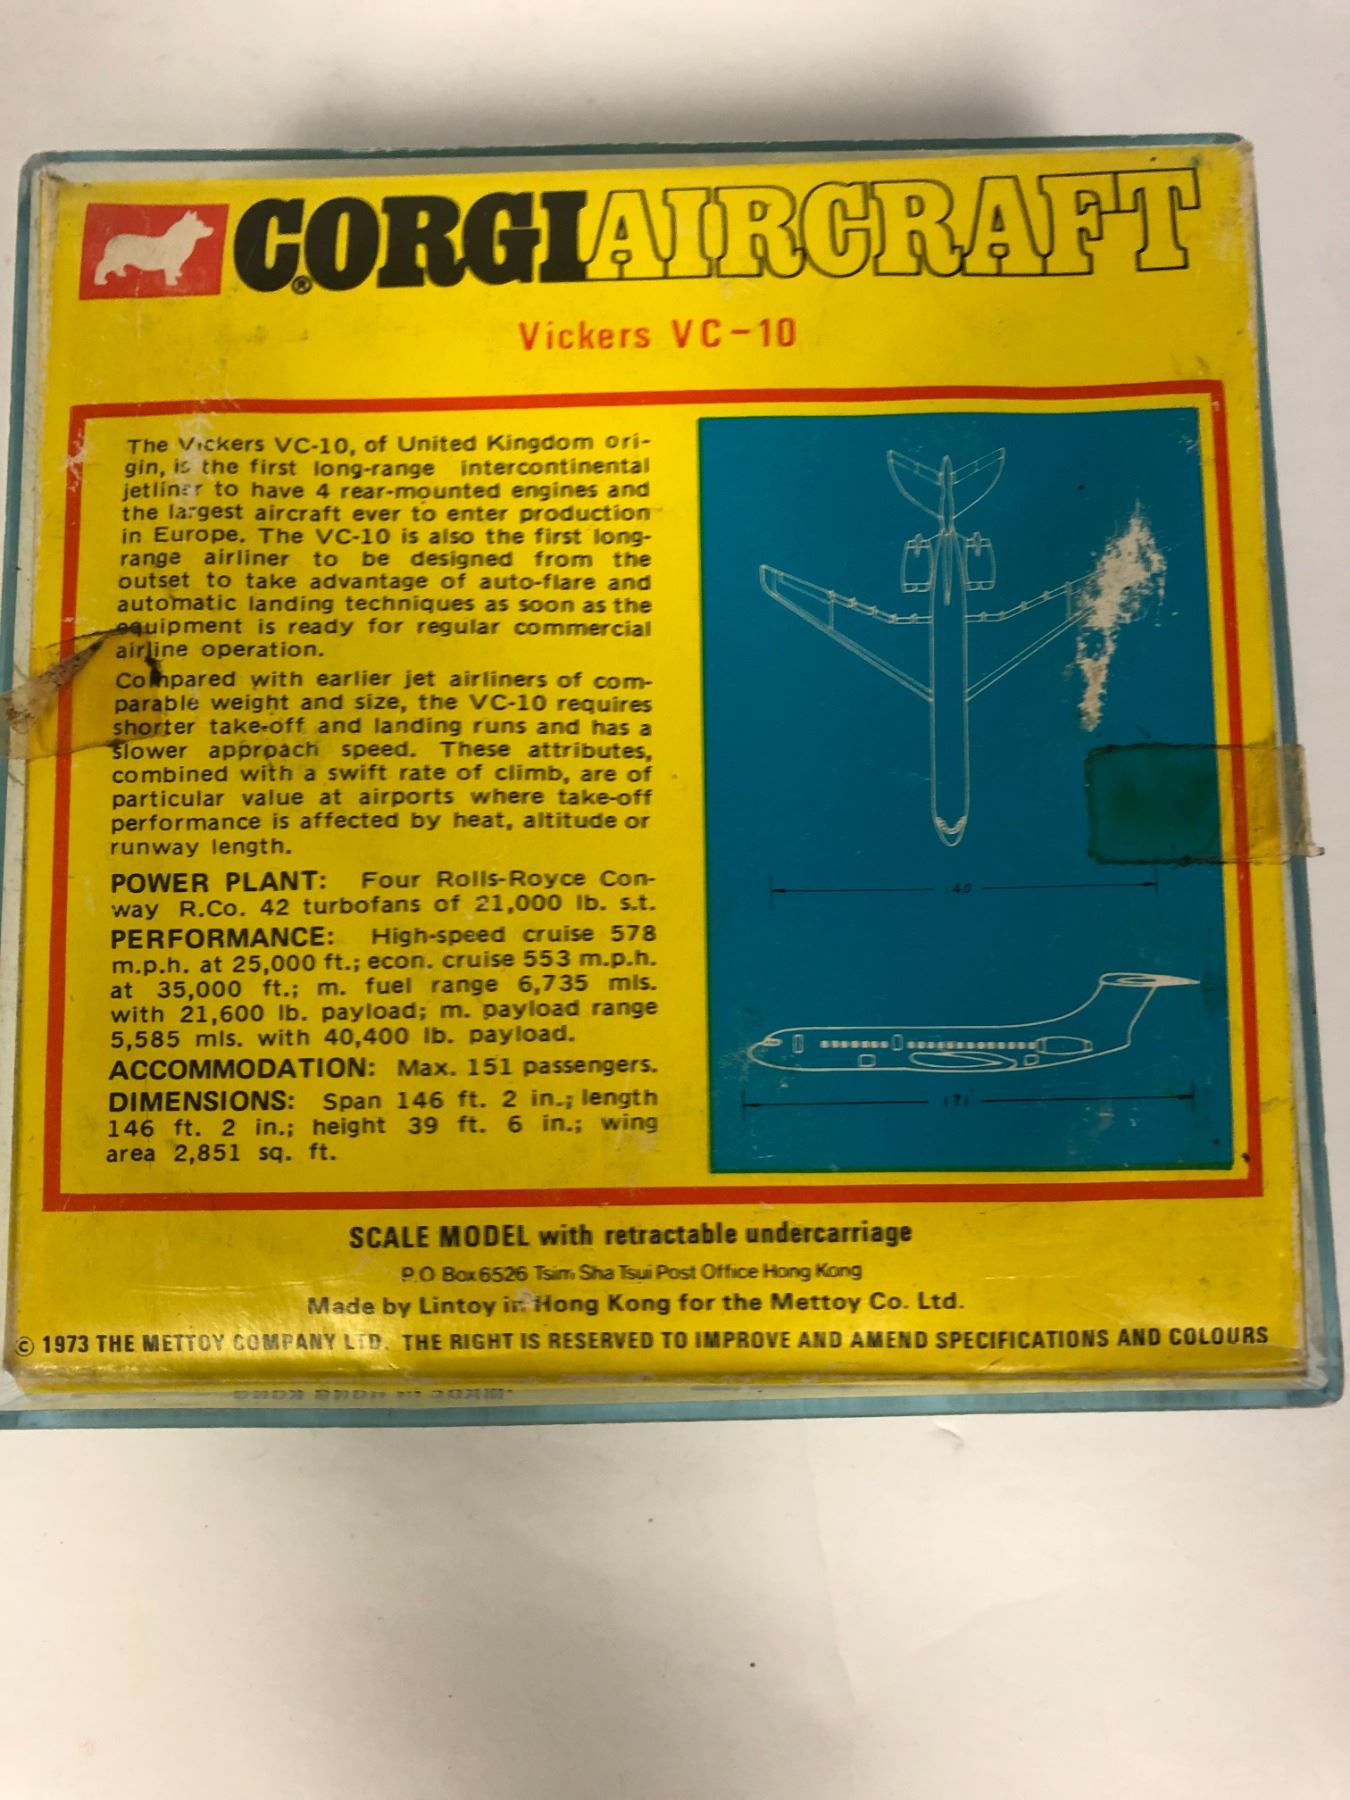 CORGI AIRCRAFT
®
Vickers VC-10
The Vickers VC-10, of United Kingdom ori-
gin, is the first long-range intercontinental
jetliner to have 4 rear-mounted engines and
the largest aircraft ever to enter production
in Europe. The VC-10 is also the first long-
range airliner to be designed from the
outset to take advantage of auto-flare and
automatic landing techniques as soon as the
equipment is ready for regular commercial
airline operation.
Compared with earlier jet airliners of com-
parable weight and size, the VC-10 requires
shorter take-off and landing runs and has a
slower approach speed. These attributes,
combined with a swift rate of climb, are of
particular value at airports where take-off
performance is affected by heat, altitude or
runway length.
POWER PLANT: Four Rolls-Royce Con-
way R.Co. 42 turbofans of 21,000 lb. s.t.
PERFORMANCE: High-speed cruise 578
m.p.h. at 25,000 ft.; econ. cruise 553 m.p.h.
at 35,000 ft.; m. fuel range 6,735 mls.
with 21,600 lb. payload; m. payload range
5,585 mls. with 40,400 lb. payload.
ACCOMMODATION: Max. 151 passengers.
DIMENSIONS: Span 146 ft. 2 in.; length
146 ft. 2 in.; height 39 ft. 6 in.; wing
area 2,851 sq. ft.
140
171
SCALE MODEL with retractable undercarriage
P.O Box 6526 Tsim Sha Tsui Post Office Hong Kong
Made by Lintoy in Hong Kong for the Mettoy Co. Ltd.
© 1973 THE METTOY COMPANY LTD. THE RIGHT IS RESERVED TO IMPROVE AND AMEND SPECIFICATIONS AND COLOURS